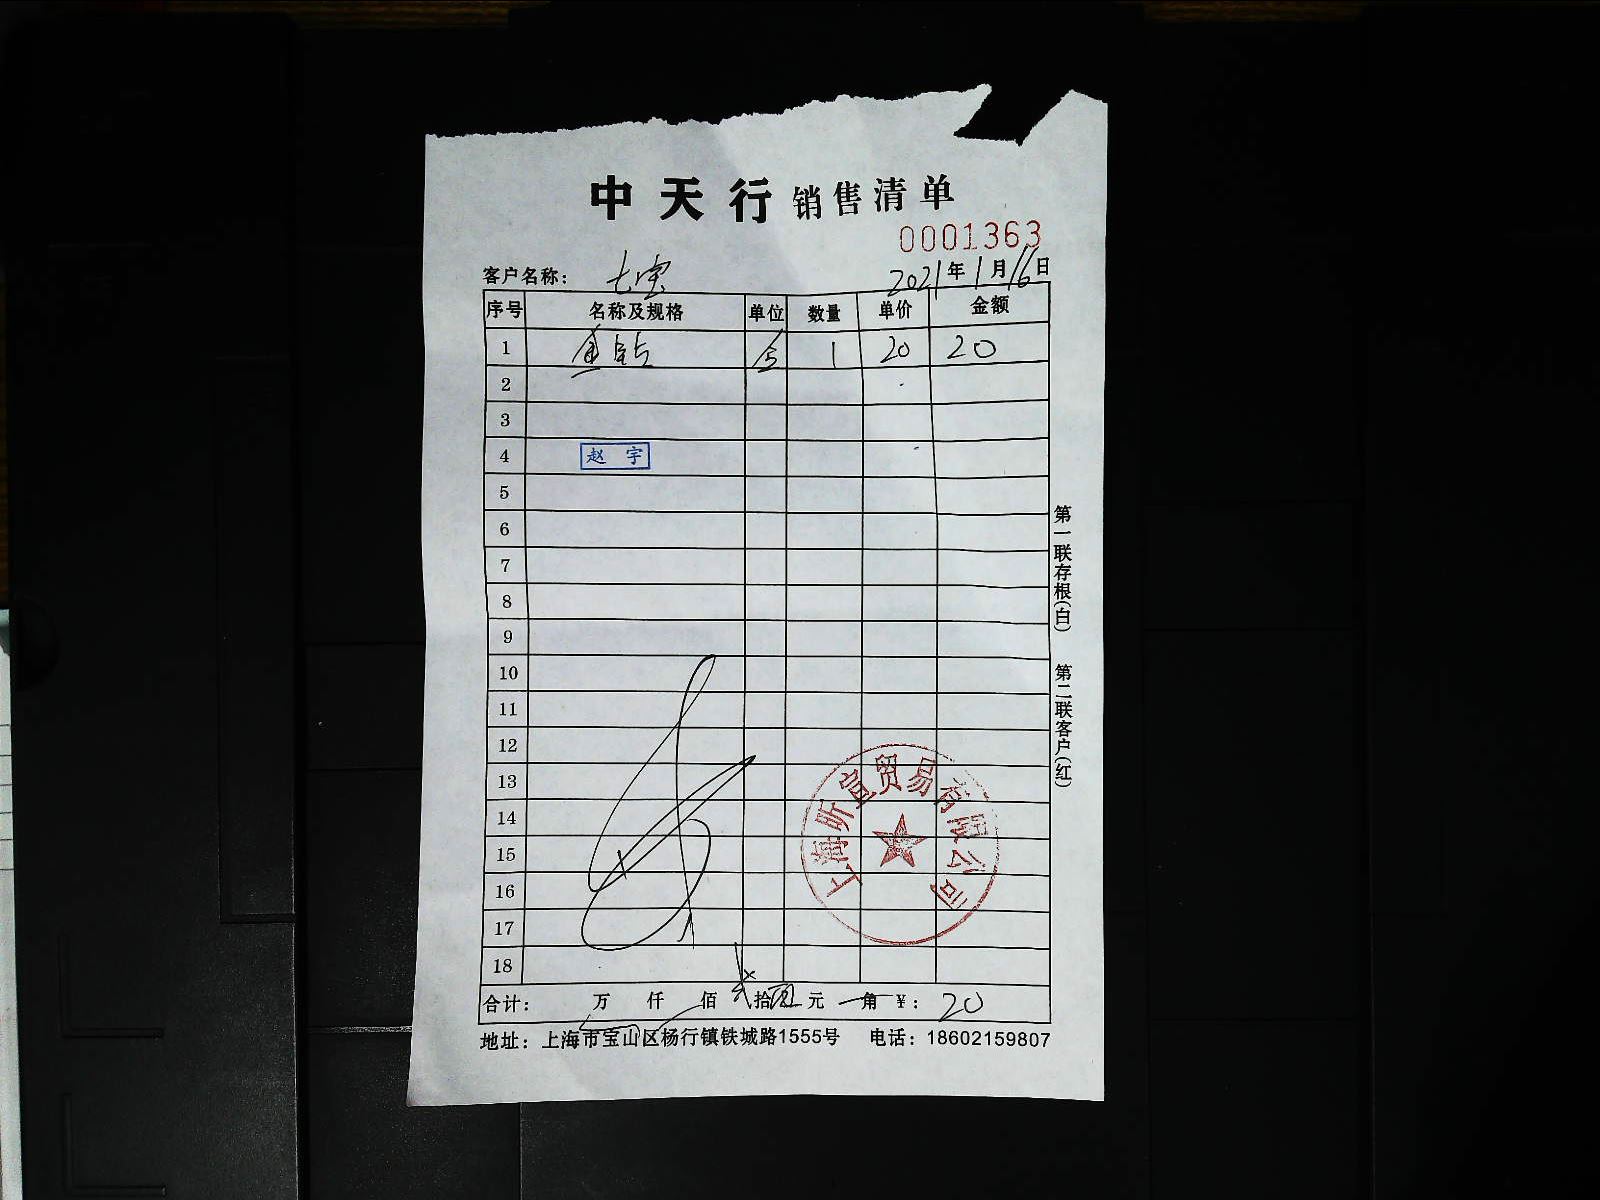 中天行销售清单
0001363
客户名称： 七宝 2021年1月16日
序号 名称及规格 单位 数量 单价 金额
1 1 20 20
2
3
4 赵宇
5
6
7
8
9
10
11
12
13
14
15
16
17
18
上海昕宣贸易有限公司
合计： 万 仟 佰 贰拾 元 角 ￥： 20
地址：上海市宝山区杨行镇铁城路1555号 电话：18602159807
第一联存根(白) 第二联客户(红)